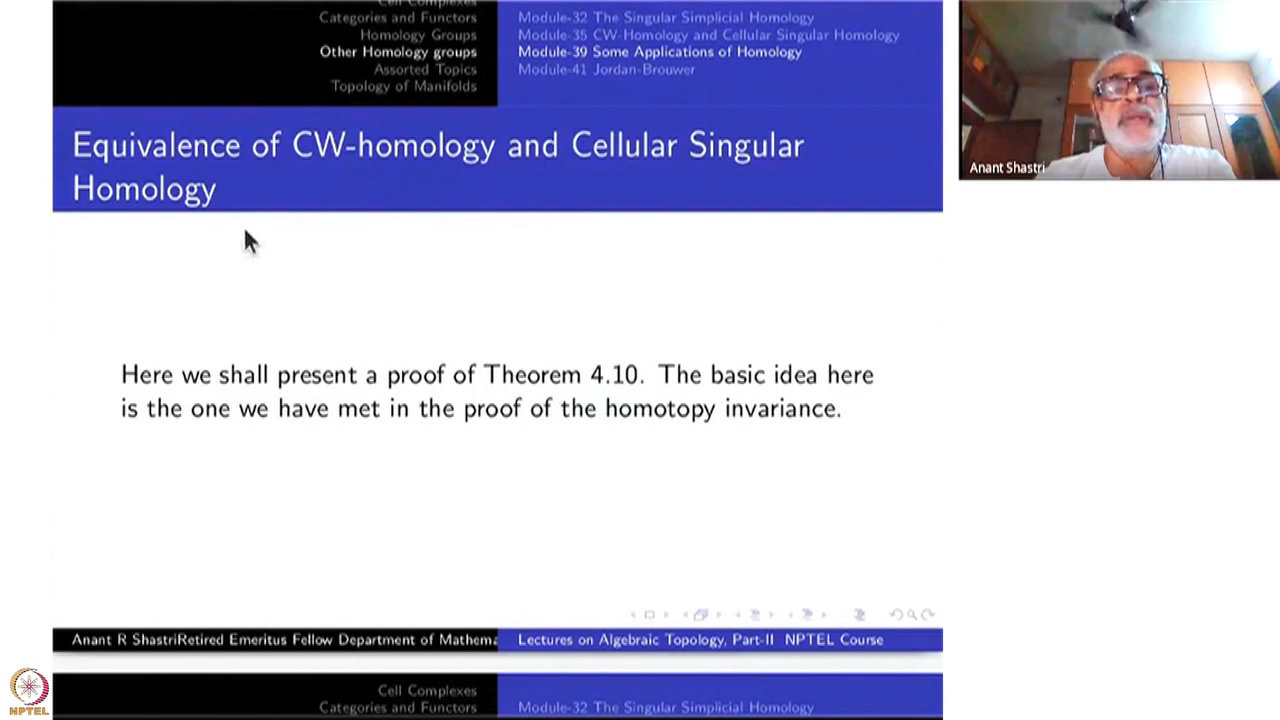 Cell Complexes
Categories and Functors
Homology Groups
Other Homology groups
Assorted Topics
Topology of Manifolds
Module-32 The Singular Simplicial Homology
Module-35 CW-Homology and Cellular Singular Homology
Module-39 Some Applications of Homology
Module-41 Jordan-Brouwer
Equivalence of CW-homology and Cellular Singular
Homology
Here we shall present a proof of Theorem 4.10. The basic idea here
is the one we have met in the proof of the homotopy invariance.
Anant R ShastriRetired Emeritus Fellow Department of Mathema
Lectures on Algebraic Topology, Part-II NPTEL Course
Cell Complexes
Categories and Functors
Module-32 The Singular Simplicial Homology
Anant Shastri
NPTEL